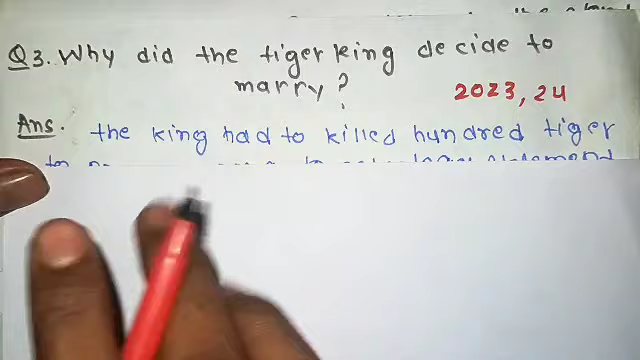 Q3. Why did the tiger king decide to
marry?
2023, 24
Ans. the king had to killed hundred tiger